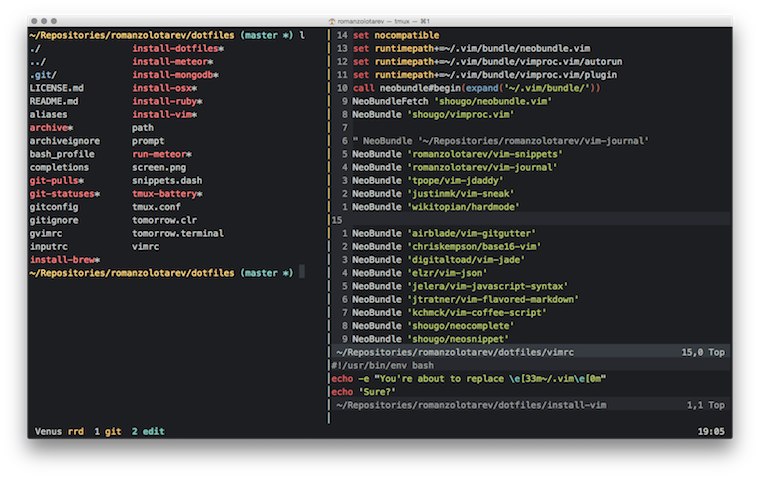 romanzolotarev — tmux — ⌘1
~/Repositories/romanzolotarev/dotfiles (master *) l
./ install-dotfiles*
../ install-meteor*
.git/ install-mongodb*
LICENSE.md install-osx*
README.md install-ruby*
aliases install-vim*
archive* path
archiveignore prompt
bash_profile run-meteor*
completions screen.png
git-pulls* snippets.dash
git-statuses* tmux-battery*
gitconfig tmux.conf
gitignore tomorrow.clr
gvimrc tomorrow.terminal
inputrc vimrc
install-brew*
~/Repositories/romanzolotarev/dotfiles (master *)
14 set nocompatible
13 set runtimepath+=~/.vim/bundle/neobundle.vim
12 set runtimepath+=~/.vim/bundle/vimproc.vim/autorun
11 set runtimepath+=~/.vim/bundle/vimproc.vim/plugin
10 call neobundle#begin(expand('~/.vim/bundle/'))
9 NeoBundleFetch 'shougo/neobundle.vim'
8 NeoBundle 'shougo/vimproc.vim'
7
6 " NeoBundle '~/Repositories/romanzolotarev/vim-journal'
5 NeoBundle 'romanzolotarev/vim-snippets'
4 NeoBundle 'romanzolotarev/vim-journal'
3 NeoBundle 'tpope/vim-jdaddy'
2 NeoBundle 'justinmk/vim-sneak'
1 NeoBundle 'wikitopian/hardmode'
15
1 NeoBundle 'airblade/vim-gitgutter'
2 NeoBundle 'chriskempson/base16-vim'
3 NeoBundle 'digitaltoad/vim-jade'
4 NeoBundle 'elzr/vim-json'
5 NeoBundle 'jelera/vim-javascript-syntax'
6 NeoBundle 'jtratner/vim-flavored-markdown'
7 NeoBundle 'kchmck/vim-coffee-script'
8 NeoBundle 'shougo/neocomplete'
9 NeoBundle 'shougo/neosnippet'
~/Repositories/romanzolotarev/dotfiles/vimrc 15,0 Top
#!/usr/bin/env bash
echo -e "You're about to replace \e[33m~/.vim\e[0m"
echo 'Sure?'
~/Repositories/romanzolotarev/dotfiles/install-vim 1,1 Top
Venus rrd 1 git 2 edit 19:05